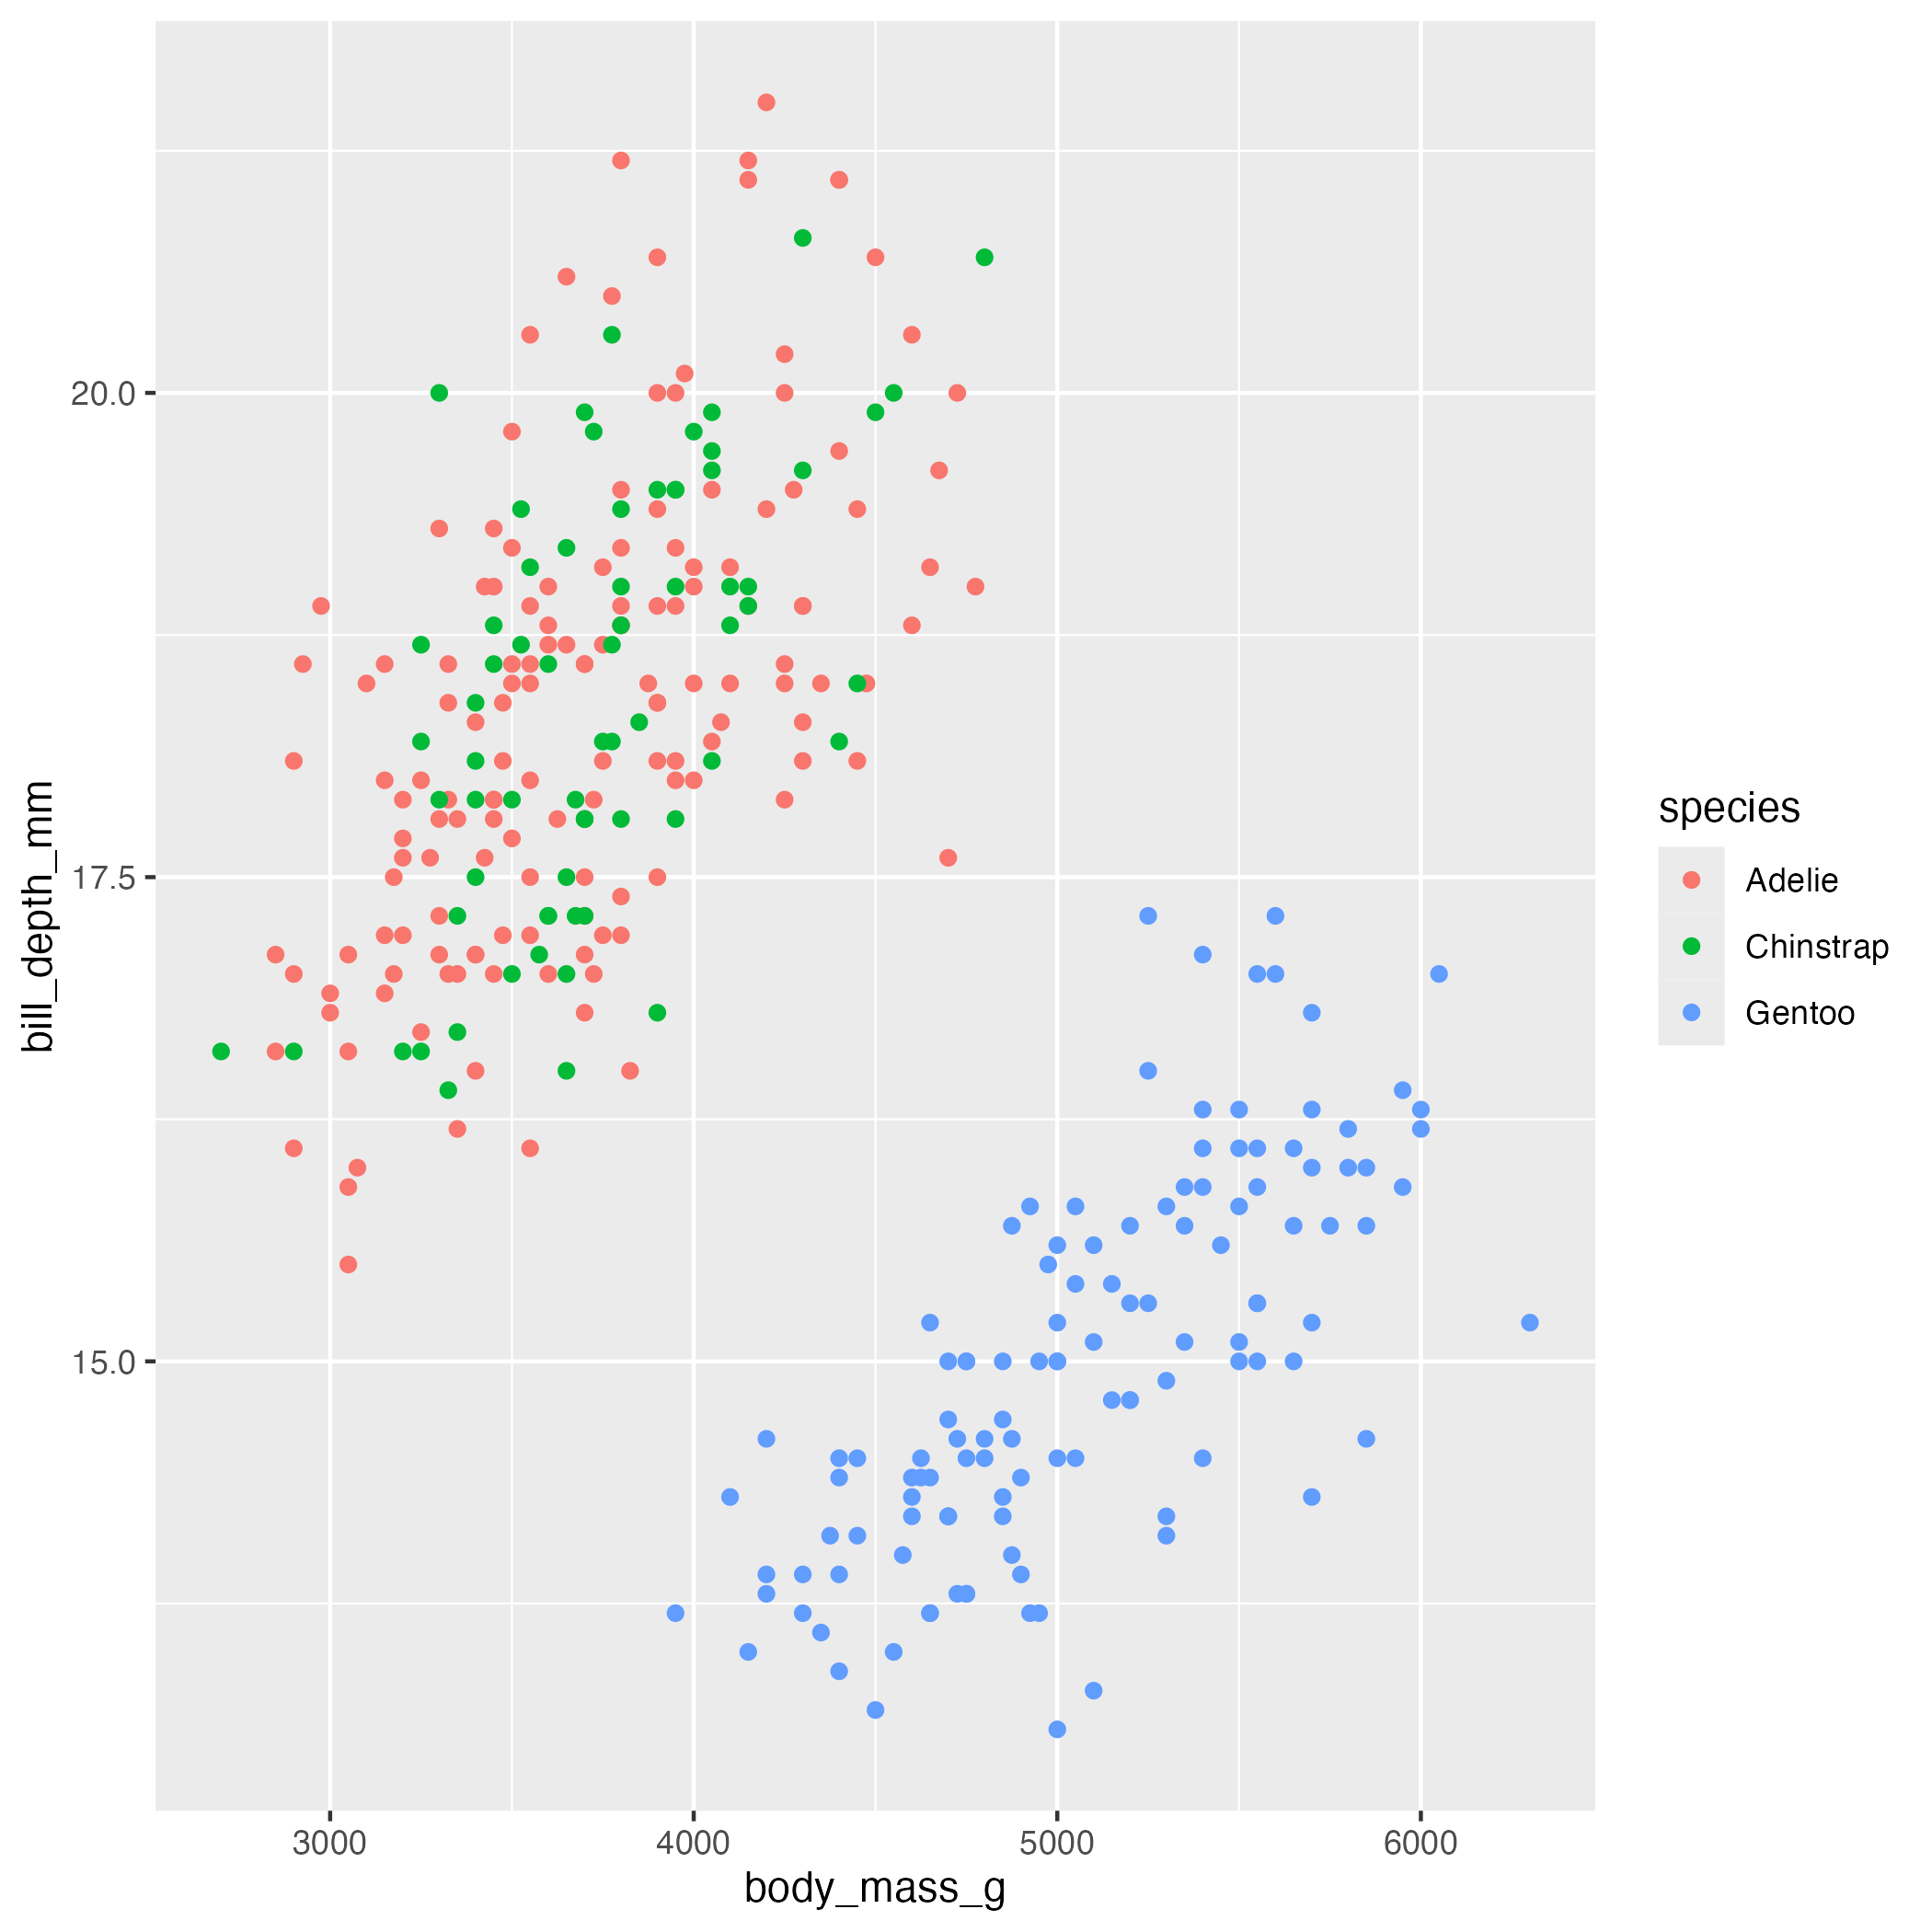 bill_depth_mm
20.0
17.5
15.0
3000 4000 5000 6000
body_mass_g
species
Adelie
Chinstrap
Gentoo